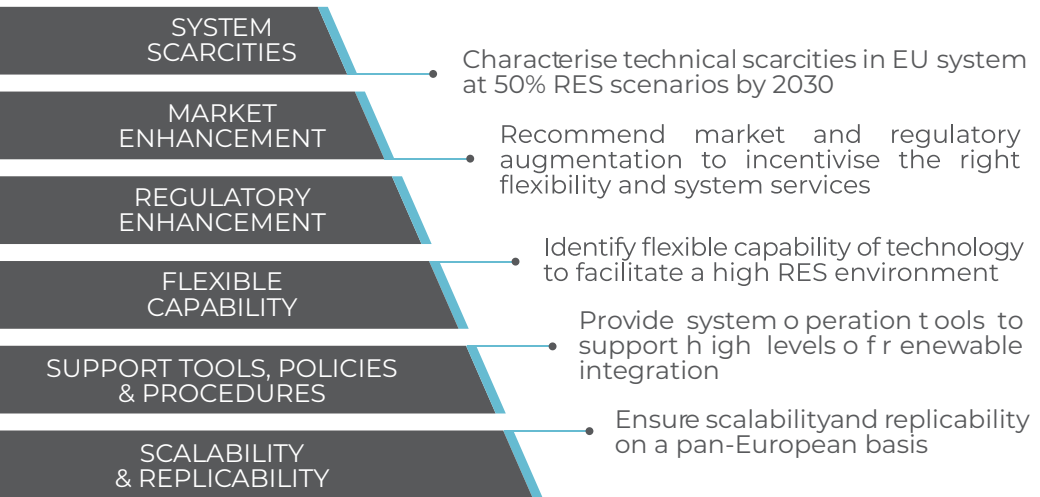 SYSTEM
SCARCITIES
Characterise technical scarcities in EU system
at 50% RES scenarios by 2030
MARKET
ENHANCEMENT
Recommend market and regulatory
augmentation to incentivise the right
flexibility and system services
REGULATORY
ENHANCEMENT
Identify flexible capability of technology
to facilitate a high RES environment
FLEXIBLE
CAPABILITY
Provide system o peration t ools to
support h igh levels o f r enewable
integration
SUPPORT TOOLS, POLICIES
& PROCEDURES
Ensure scalabilityand replicability
on a pan-European basis
SCALABILITY
& REPLICABILITY